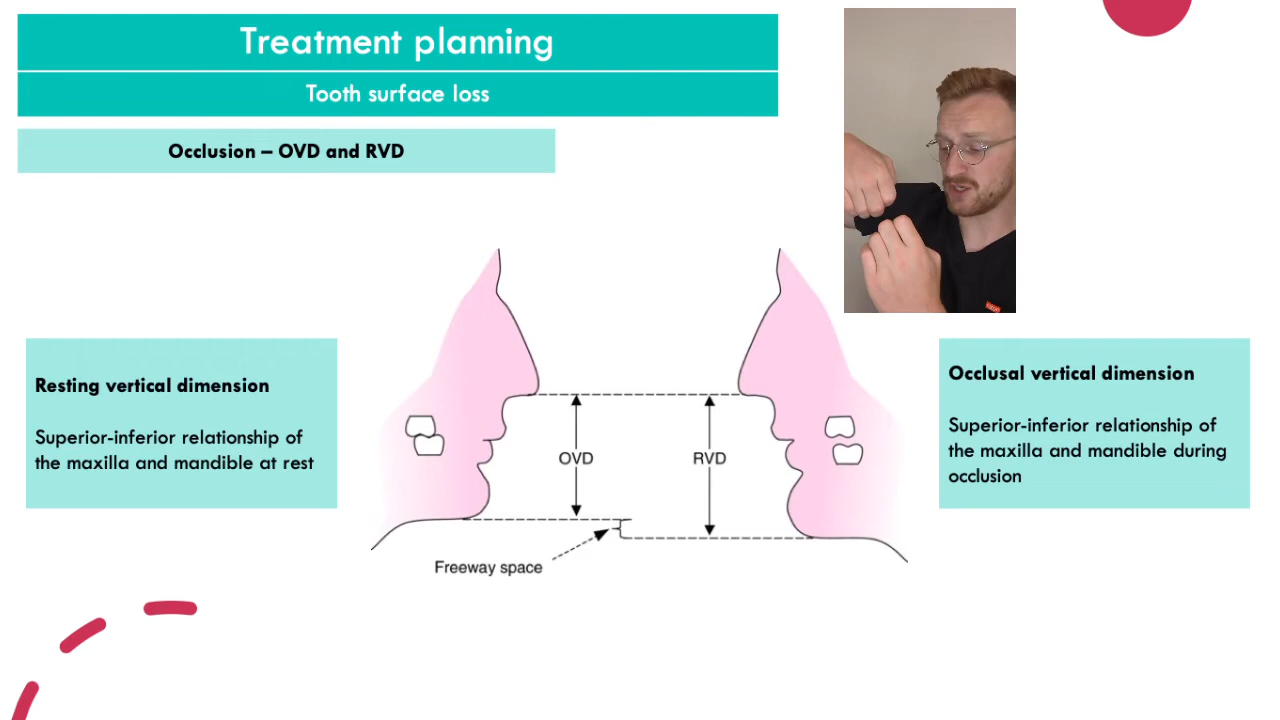 Treatment planning
Tooth surface loss
Occlusion – OVD and RVD
Resting vertical dimension
Superior-inferior relationship of
the maxilla and mandible at rest
OVD
RVD
Freeway space
Occlusal vertical dimension
Superior-inferior relationship of
the maxilla and mandible during
occlusion